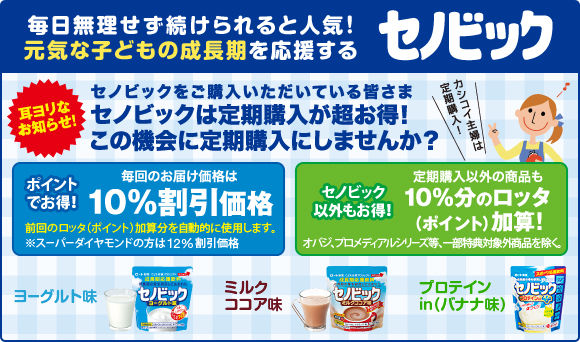 毎日無理せず続けられると人気!
元気な子どもの成長期を応援する
セノビック
耳ヨリな
お知らせ!
セノビックをご購入いただいている皆さま
セノビックは定期購入が超お得!
この機会に定期購入にしませんか?
カシコイ主婦は
定期購入!
ポイント
でお得!
毎回のお届け価格は
10%割引価格
前回のロッタ(ポイント)加算分を自動的に使用します。
※スーパーダイヤモンドの方は12%割引価格
セノビック
以外もお得!
定期購入以外の商品も
10%分のロッタ
(ポイント)加算!
オバジ、プロメディアルシリーズ等、一部特典対象外商品を除く。
ヨーグルト味
セノビック
ヨーグルト味
ミルク
ココア味
セノビック
ミルクココア味
プロテイン
in(バナナ味)
セノビック